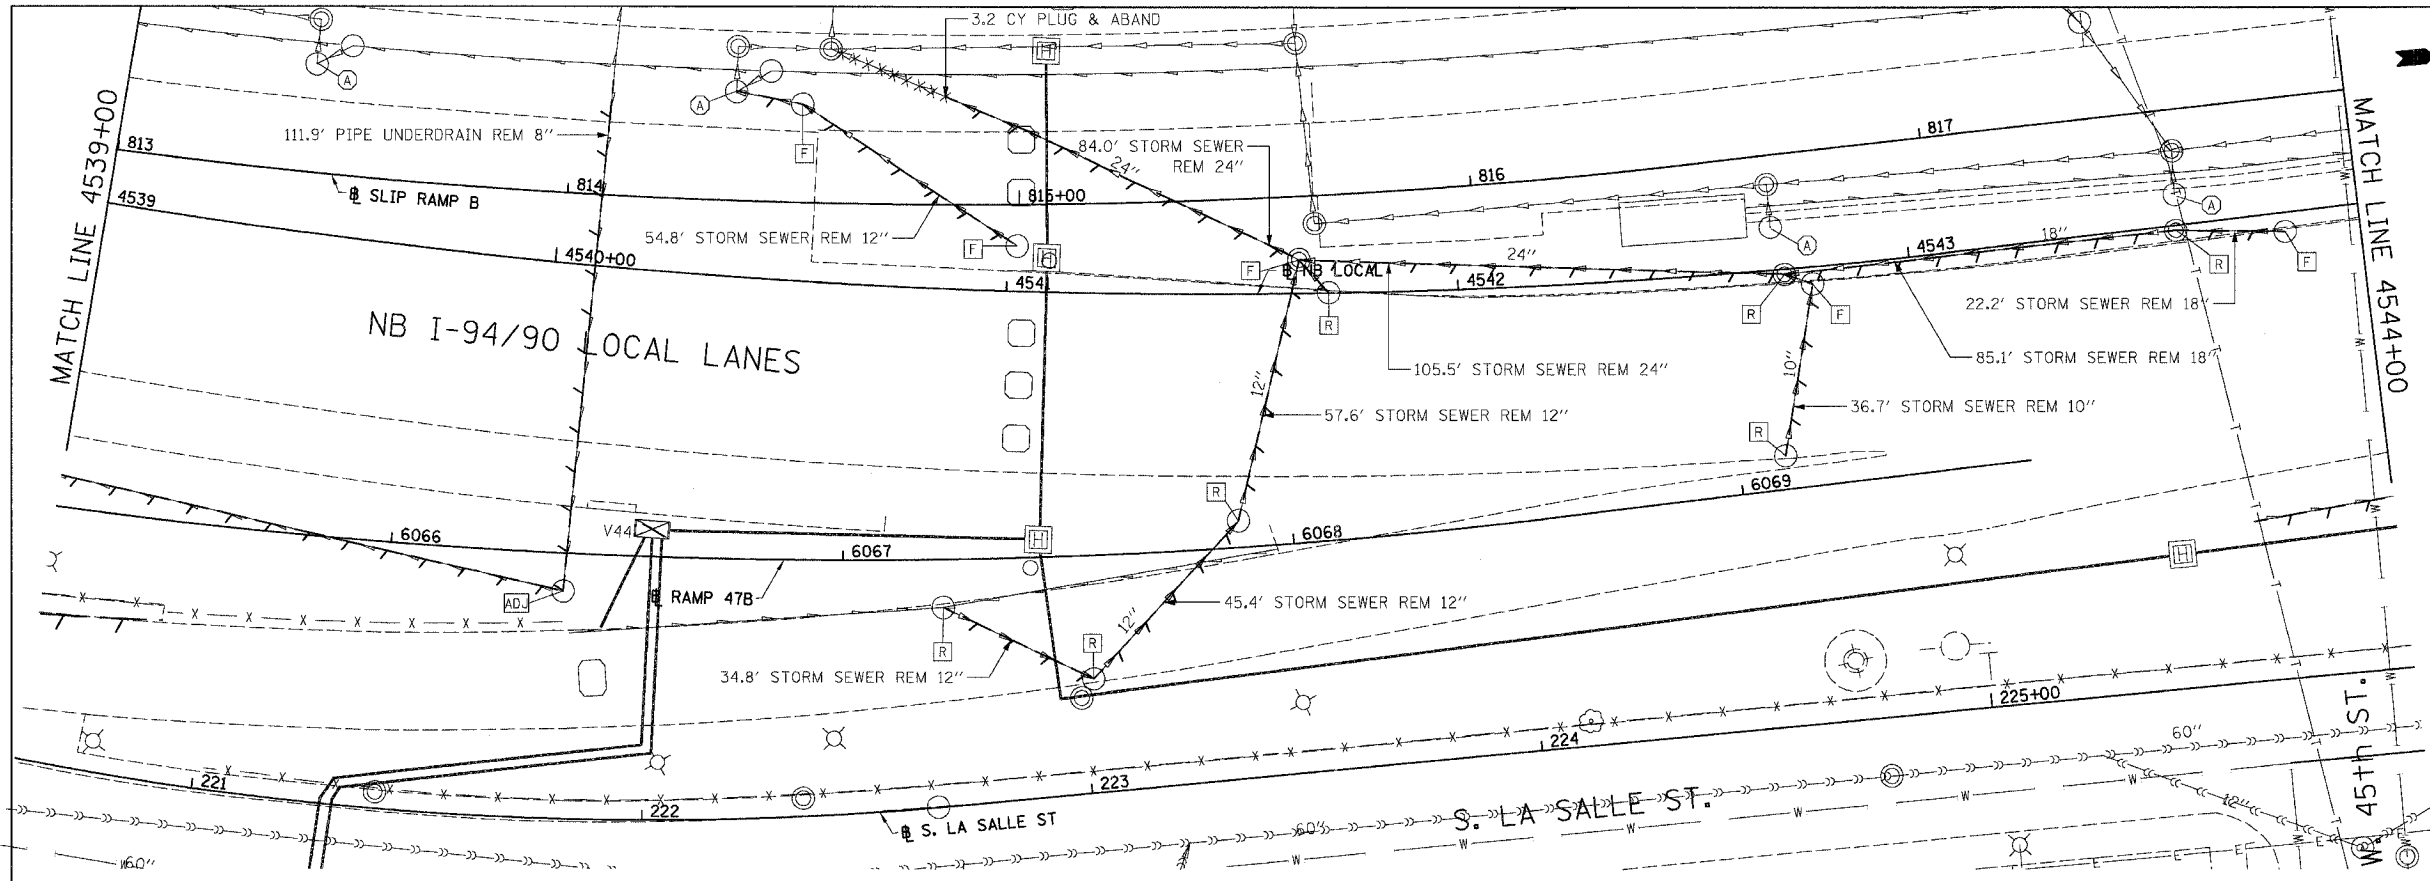 3.2 CY PLUG & ABAND
A
A
MATCH LINE 4539+00
111.9' PIPE UNDERDRAIN REM 8"
F
84.0' STORM SEWER
REM 24"
24"
817
MATCH LINE 4544+00
813
814
815+00
816
℄ SLIP RAMP B
4539
54.8' STORM SEWER REM 12"
F
A
A
4540+00
4541
F
℄ NB LOCAL
24"
4542
4543
18"
R
F
NB I-94/90 LOCAL LANES
R
R
F
22.2' STORM SEWER REM 18"
85.1' STORM SEWER REM 18"
105.5' STORM SEWER REM 24"
12"
10"
57.6' STORM SEWER REM 12"
36.7' STORM SEWER REM 10"
R
R
V44
H
H
H
H
6066
6067
6068
6069
ADJ
℄ RAMP 47B
R
R
12"
45.4' STORM SEWER REM 12"
34.8' STORM SEWER REM 12"
221
222
223
224
225+00
℄ S. LA SALLE ST
S. LA SALLE ST.
W. 45th ST.
60"
60"
60"
12"